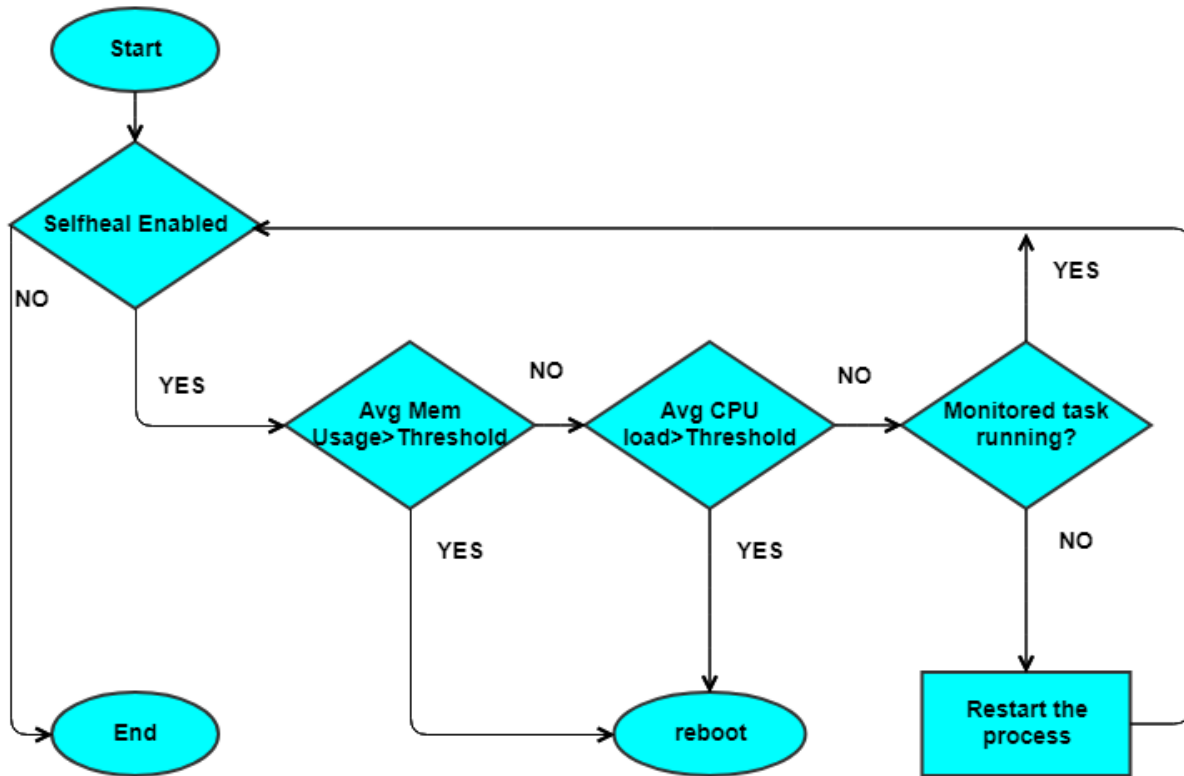 Start
Selfheal Enabled
NO
YES
YES
NO
NO
Avg Mem
Usage>Threshold
Avg CPU
load>Threshold
Monitored task
running?
YES
YES
NO
End
reboot
Restart the
process